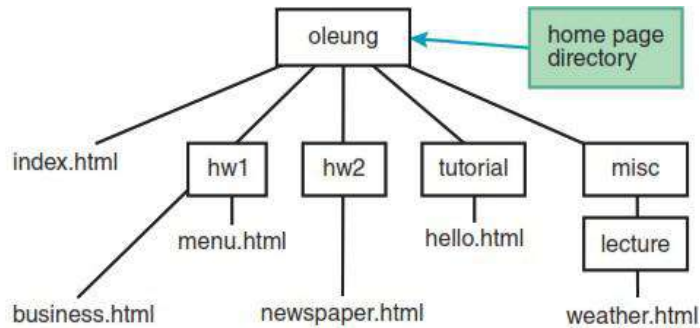 oleung
home page
directory
index.html
hw1
hw2
tutorial
misc
menu.html
hello.html
lecture
business.html
newspaper.html
weather.html